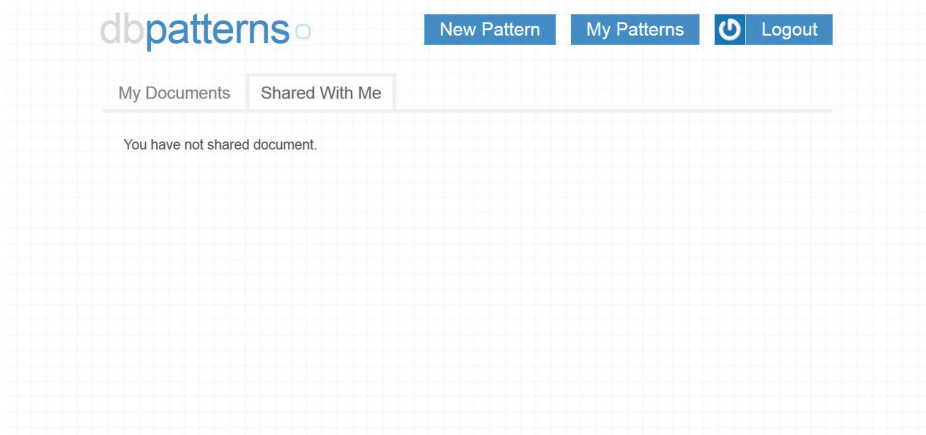 dbpatterns
New Pattern
My Patterns
Logout
My Documents
Shared With Me
You have not shared document.